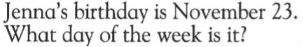 Jenna's birthday is November 23.
What day of the week is it?